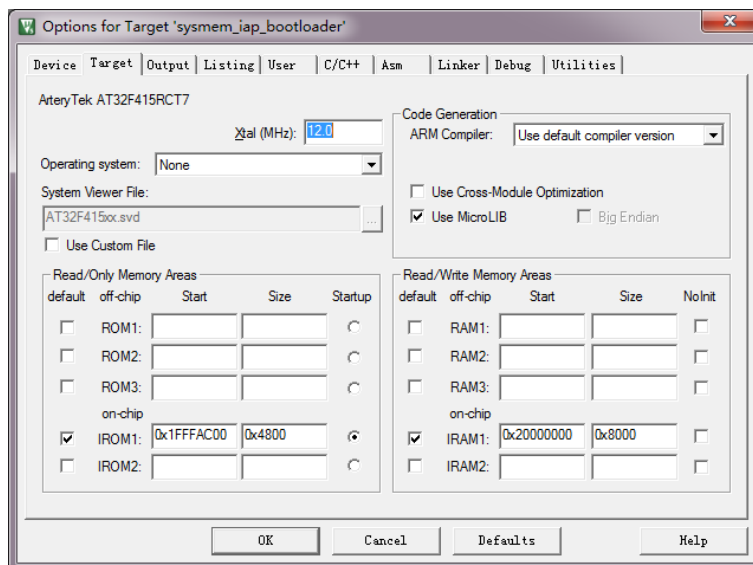 Options for Target 'sysmem_iap_bootloader'
Device Target Output Listing User C/C++ Asm Linker Debug Utilities
ArteryTek AT32F415RCT7
Xtal (MHz): 12.0
Operating system: None
System Viewer File:
AT32F415xx.svd ...
Use Custom File
Code Generation
ARM Compiler: Use default compiler version
Use Cross-Module Optimization
Use MicroLIB Big Endian
Read/Only Memory Areas
default off-chip Start Size Startup
ROM1:
ROM2:
ROM3:
on-chip
IROM1: 0x1FFFAC00 0x4800
IROM2:
Read/Write Memory Areas
default off-chip Start Size NoInit
RAM1:
RAM2:
RAM3:
on-chip
IRAM1: 0x20000000 0x8000
IRAM2:
OK Cancel Defaults Help